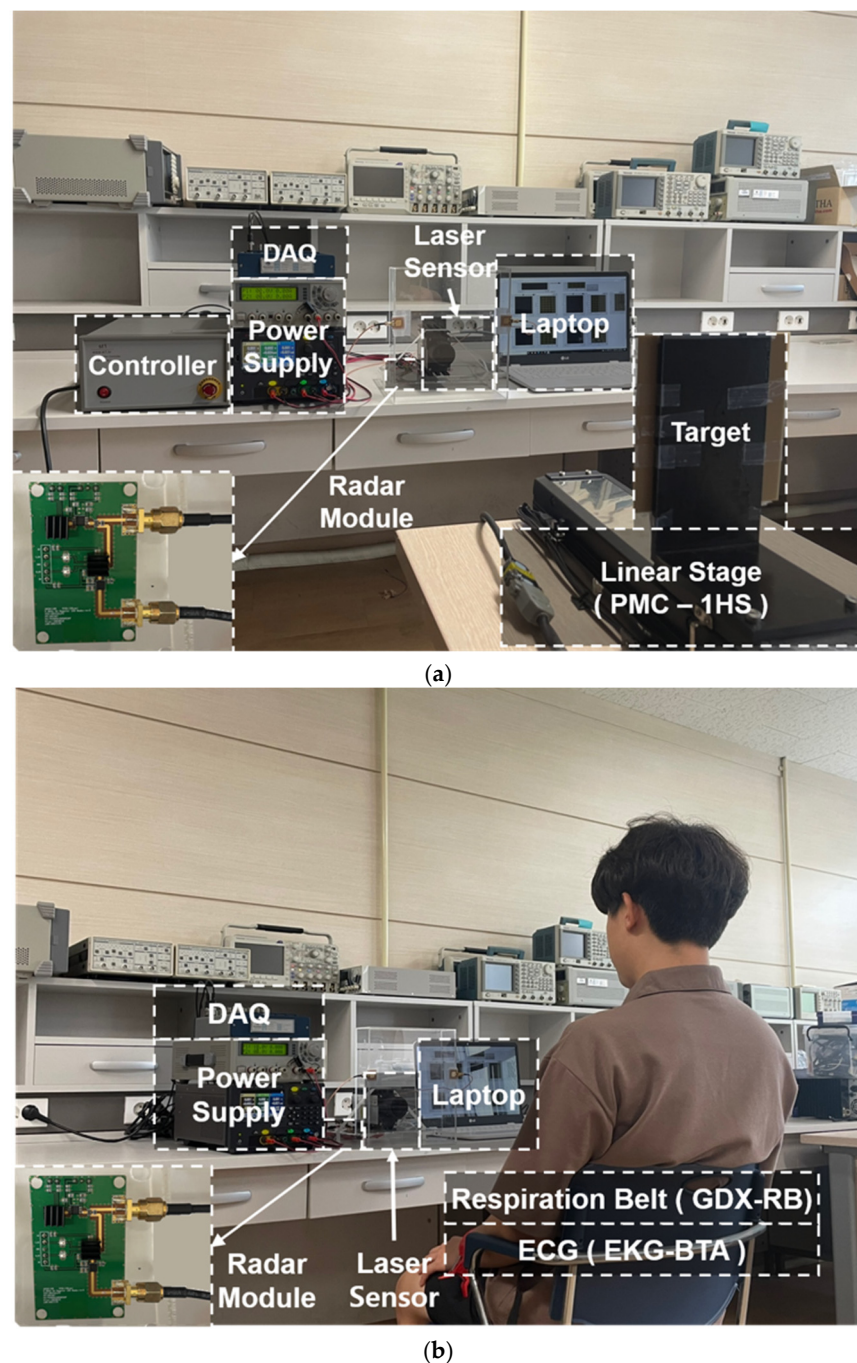 DAQ
Laser
Sensor
Power
Supply
Laptop
Controller
Target
Radar
Module
Linear Stage
( PMC – 1HS )
(a)
DAQ
Power
Supply
Laptop
Respiration Belt ( GDX-RB)
ECG ( EKG-BTA )
Radar
Module
Laser
Sensor
(b)